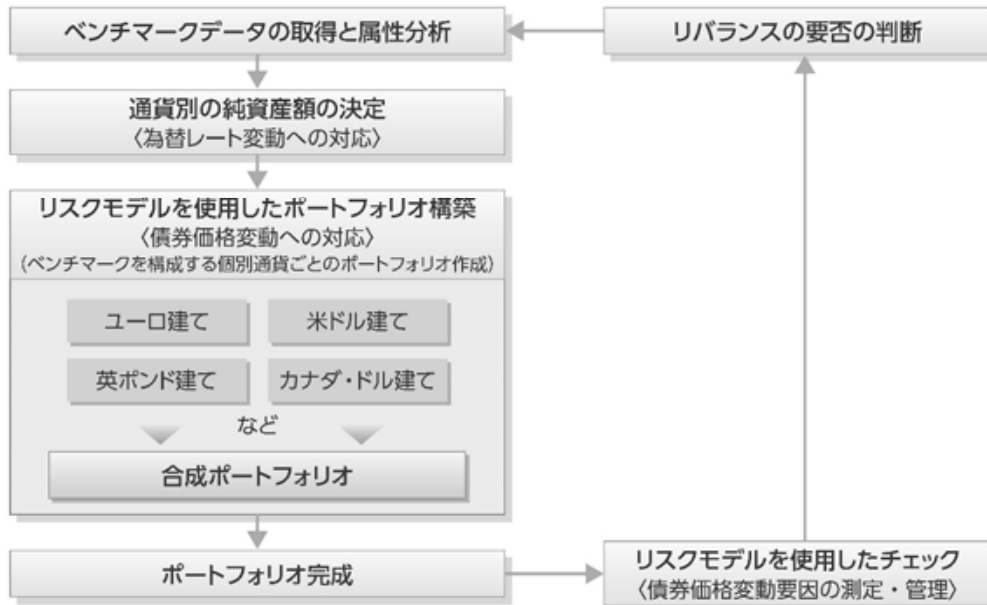 ベンチマークデータの取得と属性分析
リバランスの要否の判断
通貨別の純資産額の決定
〈為替レート変動への対応〉
リスクモデルを使用したポートフォリオ構築
〈債券価格変動への対応〉
(ベンチマークを構成する個別通貨ごとのポートフォリオ作成)
ユーロ建て
米ドル建て
英ポンド建て
カナダ・ドル建て
など
合成ポートフォリオ
ポートフォリオ完成
リスクモデルを使用したチェック
〈債券価格変動要因の測定・管理〉